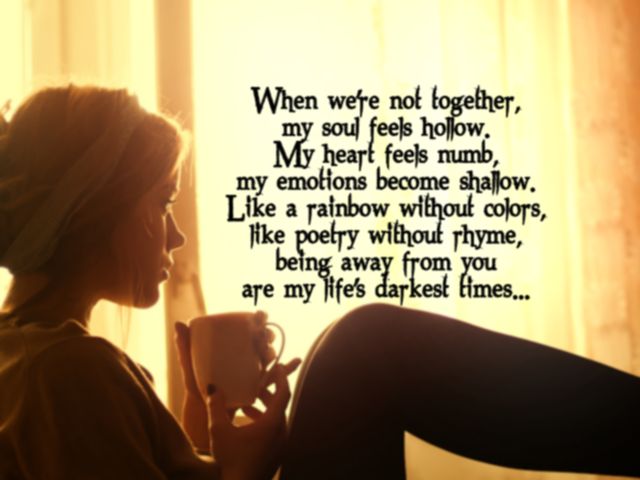 When we're not together,
my soul feels hollow.
My heart feels numb,
my emotions become shallow.
Like a rainbow without colors,
like poetry without rhyme,
being away from you
are my life's darkest times...